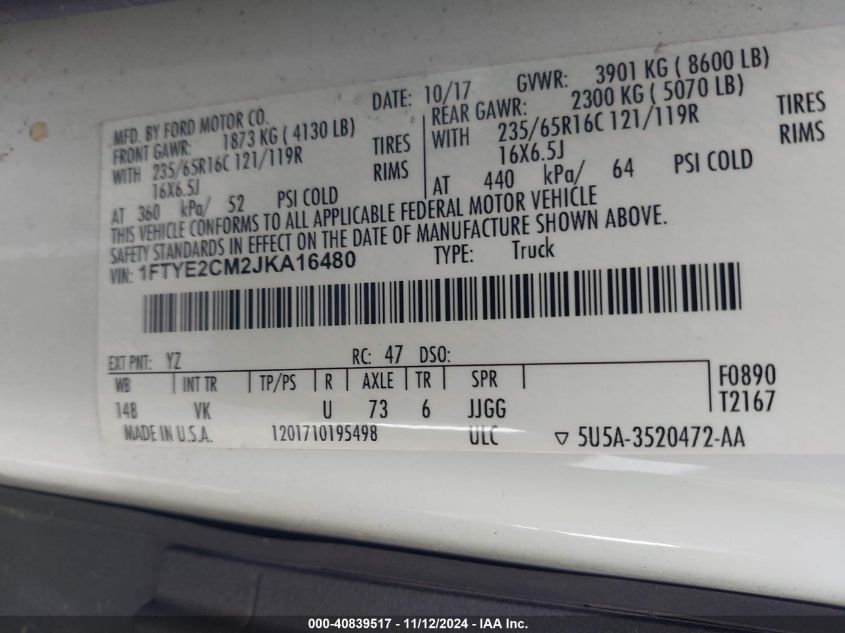 MFD. BY FORD MOTOR CO.
DATE: 10/17
GVWR: 3901 KG ( 8600 LB)
FRONT GAWR: 1873 KG ( 4130 LB)
REAR GAWR: 2300 KG ( 5070 LB)
WITH 235/65R16C 121/119R TIRES
WITH 235/65R16C 121/119R TIRES
16X6.5J RIMS
16X6.5J RIMS
AT 360 kPa/ 52 PSI COLD
AT 440 kPa/ 64 PSI COLD
THIS VEHICLE CONFORMS TO ALL APPLICABLE FEDERAL MOTOR VEHICLE
SAFETY STANDARDS IN EFFECT ON THE DATE OF MANUFACTURE SHOWN ABOVE.
VIN: 1FTYE2CM2JKA16480 TYPE: Truck
EXT PNT: YZ RC: 47 DSO:
WB INT TR TP/PS R AXLE TR SPR F0890
148 VK U 73 6 JJGG T2167
MADE IN U.S.A. 1201710195498 ULC ▽ 5U5A-3520472-AA
000-40839517 - 11/12/2024 - IAA Inc.